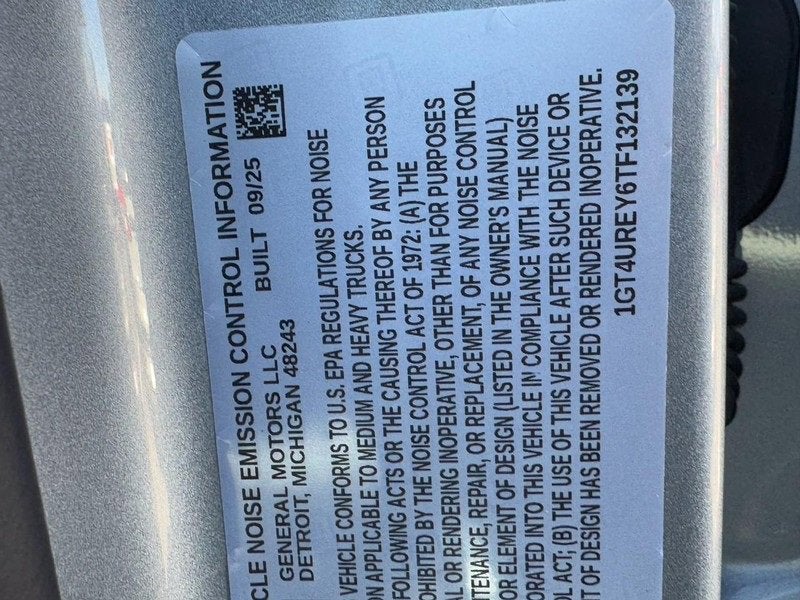 CLE NOISE EMISSION CONTROL INFORMATION
GENERAL MOTORS LLC BUILT 09/25
DETROIT, MICHIGAN 48243
VEHICLE CONFORMS TO U.S. EPA REGULATIONS FOR NOISE
ON APPLICABLE TO MEDIUM AND HEAVY TRUCKS.
FOLLOWING ACTS OR THE CAUSING THEREOF BY ANY PERSON
OHIBITED BY THE NOISE CONTROL ACT OF 1972: (A) THE
AL OR RENDERING INOPERATIVE, OTHER THAN FOR PURPOSES
NTENANCE, REPAIR, OR REPLACEMENT, OF ANY NOISE CONTROL
OR ELEMENT OF DESIGN (LISTED IN THE OWNER'S MANUAL)
ORATED INTO THIS VEHICLE IN COMPLIANCE WITH THE NOISE
OL ACT; (B) THE USE OF THIS VEHICLE AFTER SUCH DEVICE OR
T OF DESIGN HAS BEEN REMOVED OR RENDERED INOPERATIVE.
1GT4UREY6TF132139